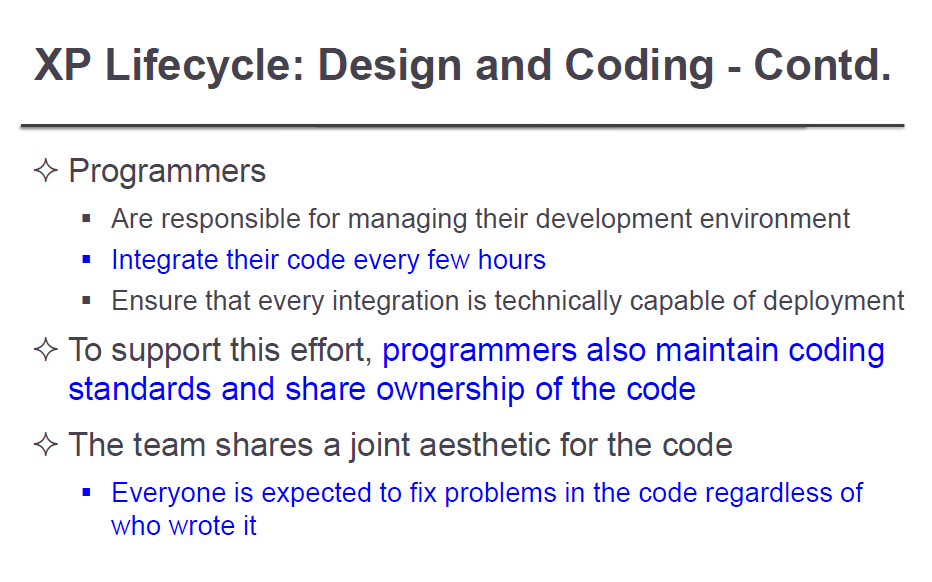 XP Lifecycle: Design and Coding - Contd.
✧ Programmers
▪ Are responsible for managing their development environment
▪ Integrate their code every few hours
▪ Ensure that every integration is technically capable of deployment
✧ To support this effort, programmers also maintain coding
standards and share ownership of the code
✧ The team shares a joint aesthetic for the code
▪ Everyone is expected to fix problems in the code regardless of
who wrote it